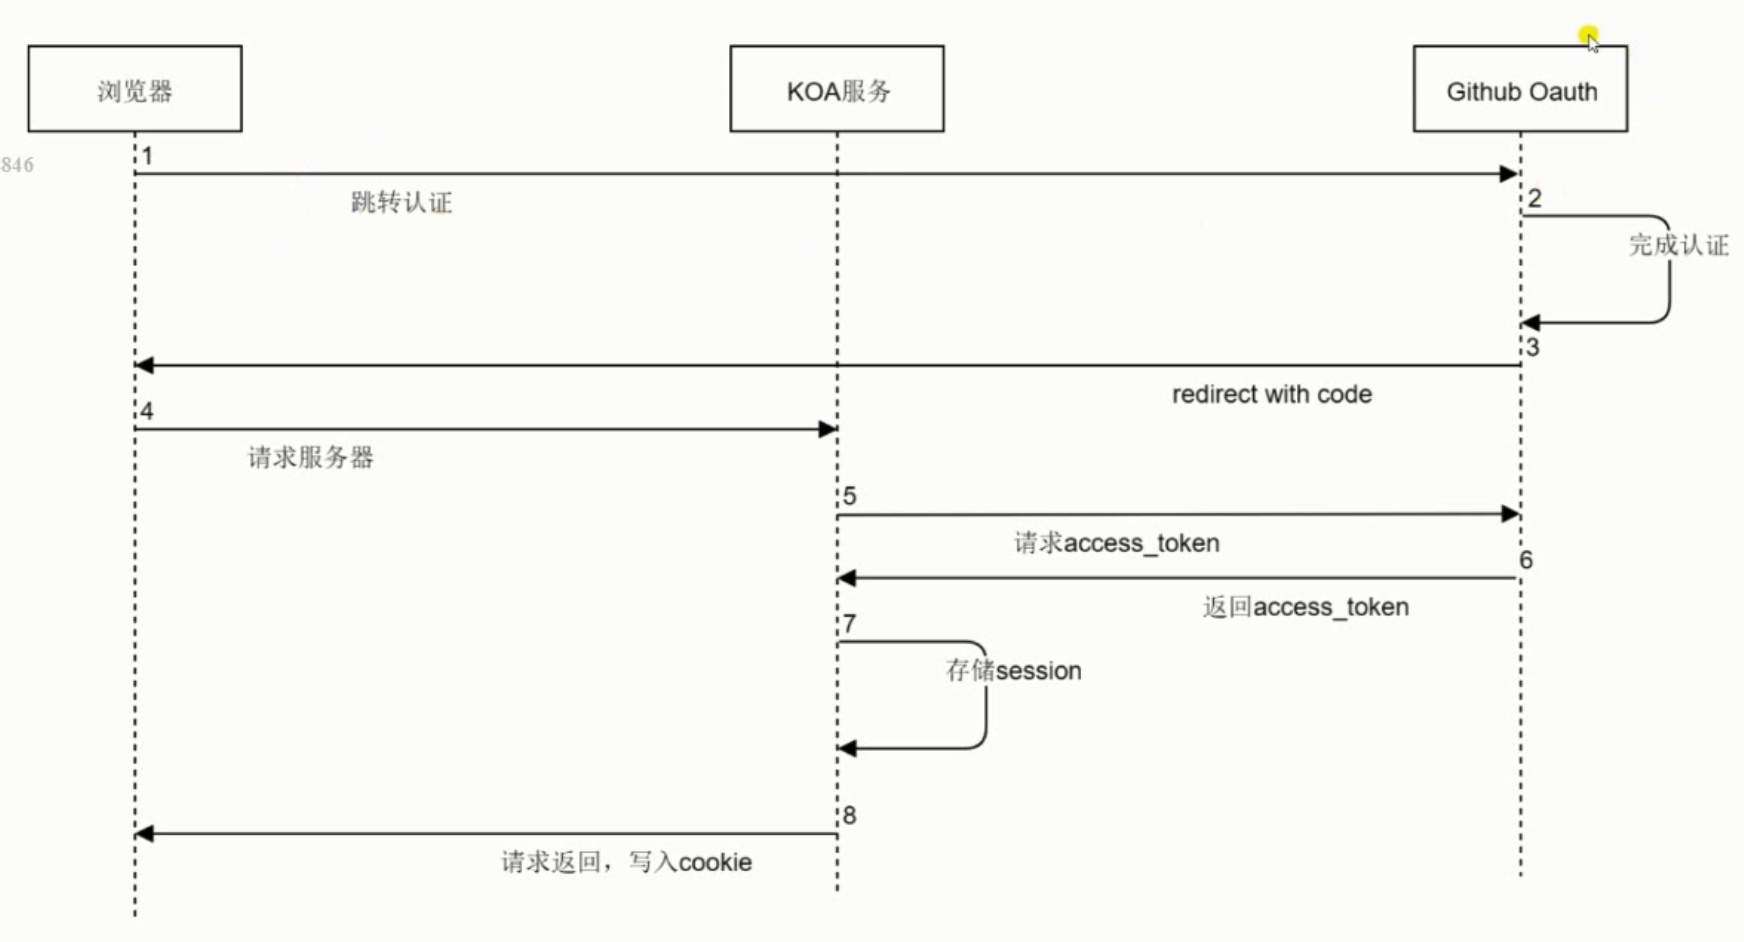 浏览器
KOA服务
Github Oauth
1
846
跳转认证
2
完成认证
3
redirect with code
4
请求服务器
5
请求access_token
6
返回access_token
7
存储session
8
请求返回，写入cookie